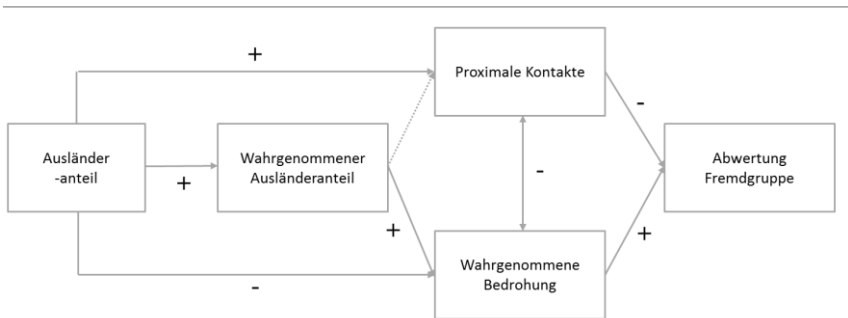 +
Proximale Kontakte
-
Ausländer
-anteil
+
Wahrgenommener
Ausländeranteil
-
Abwertung
Fremdgruppe
+
+
Wahrgenommene
Bedrohung
-